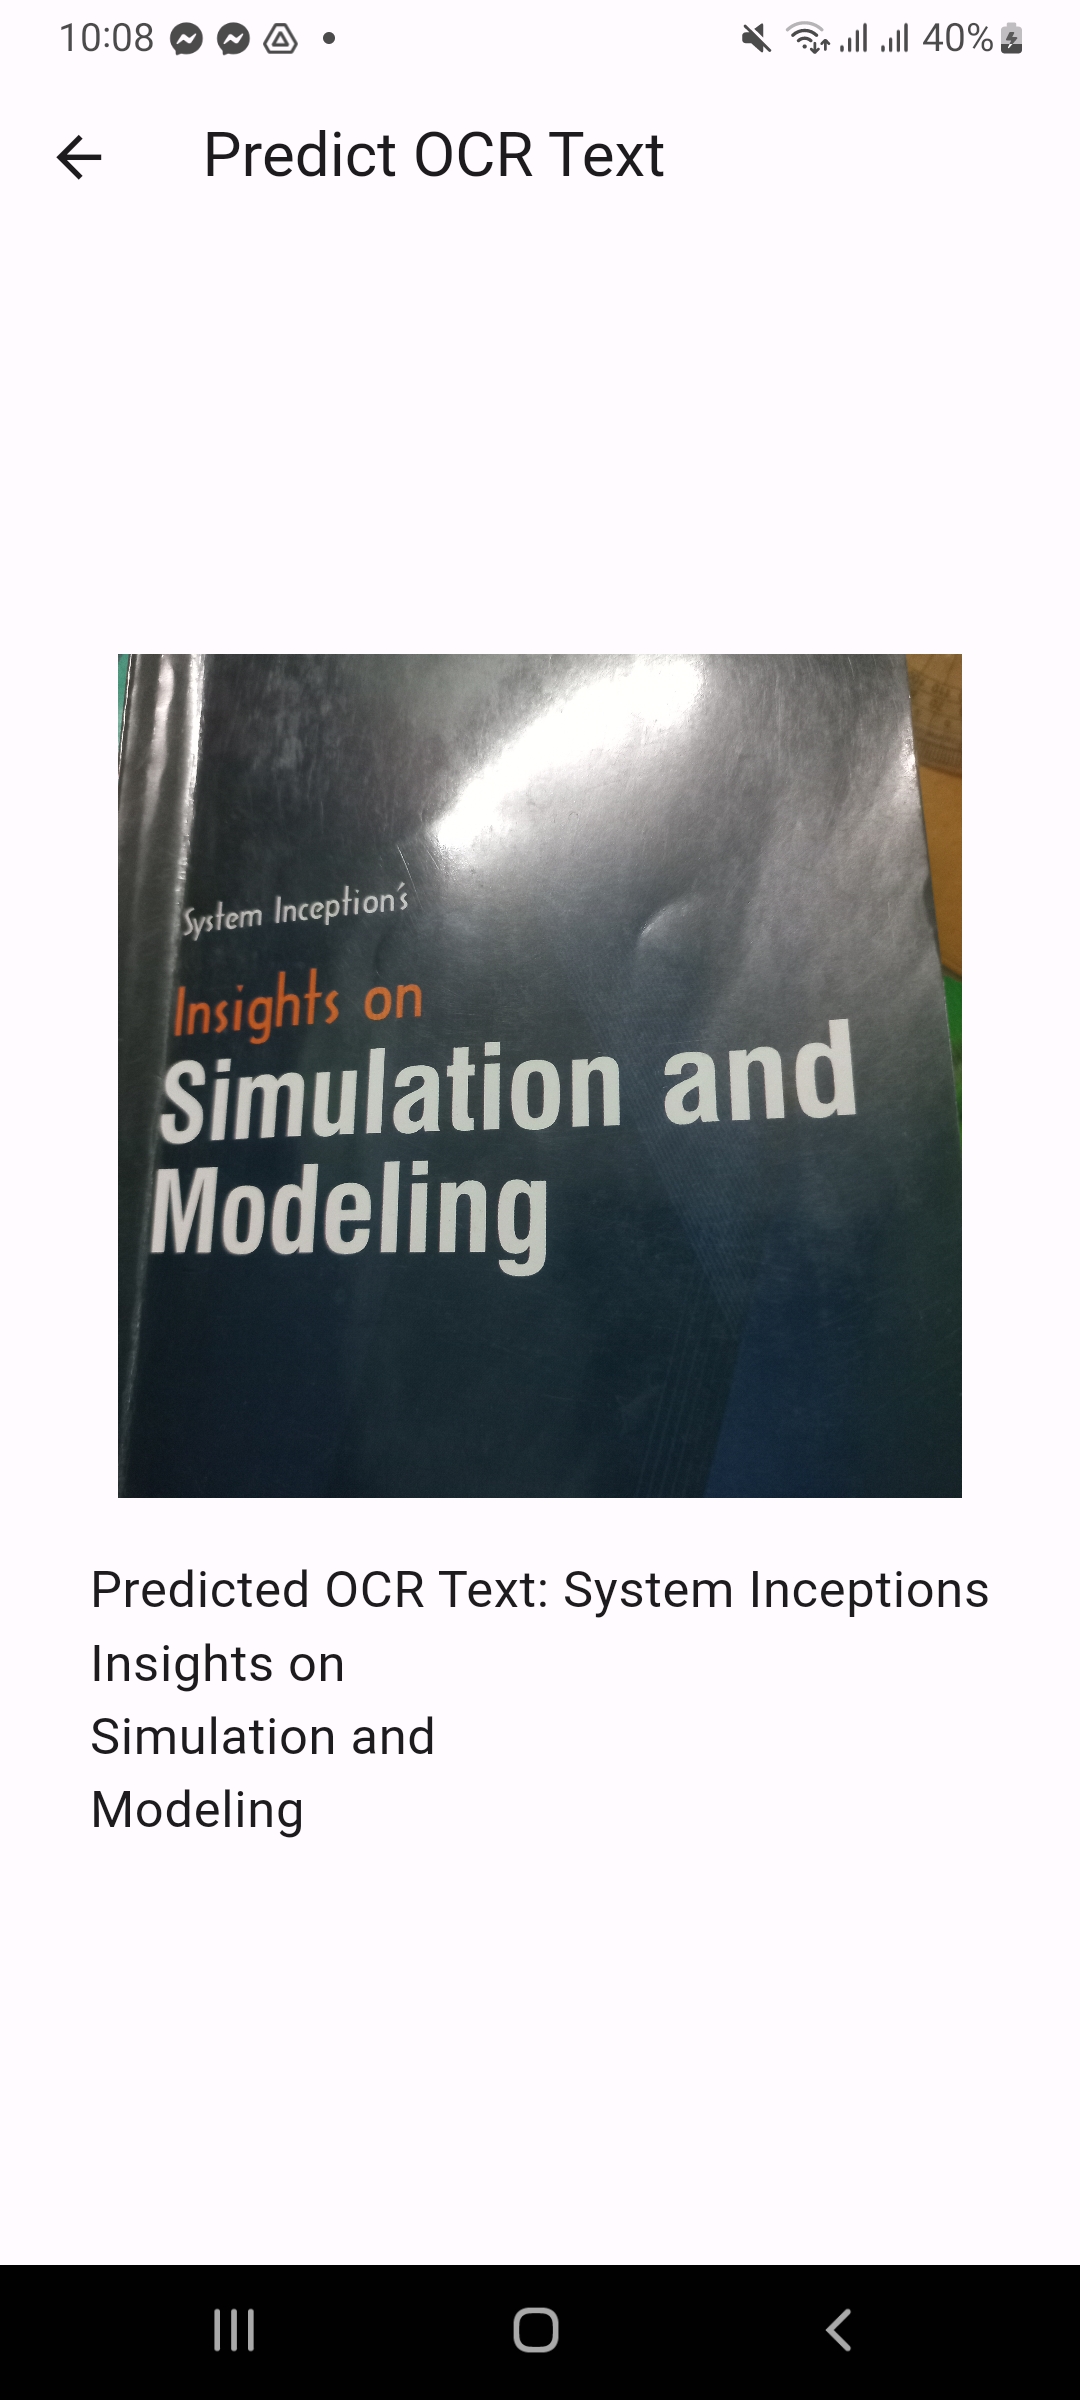 10:08 40%
Predict OCR Text
System Inception's
Insights on
Simulation and
Modeling
Predicted OCR Text: System Inceptions
Insights on
Simulation and
Modeling